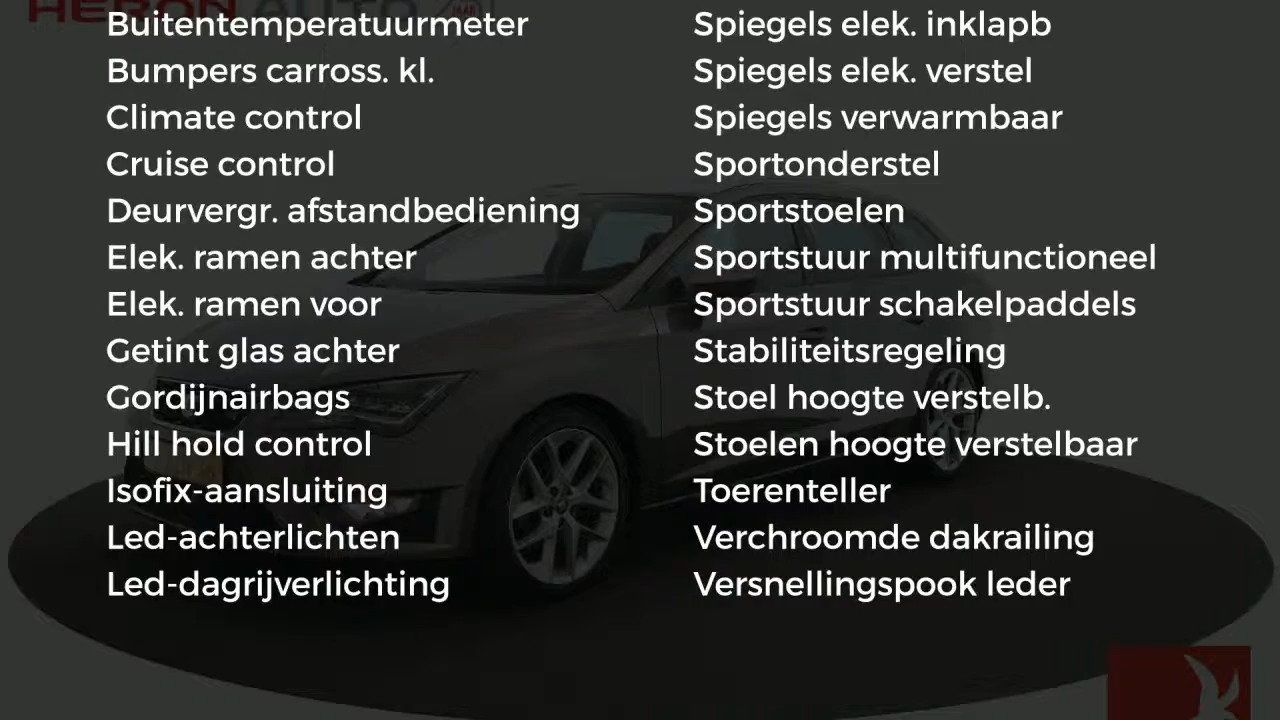 HERON AUTO
Buitentemperatuurmeter
Bumpers carross. kl.
Climate control
Cruise control
Deurvergr. afstandbediening
Elek. ramen achter
Elek. ramen voor
Getint glas achter
Gordijnairbags
Hill hold control
Isofix-aansluiting
Led-achterlichten
Led-dagrijverlichting
Spiegels elek. inklapb
Spiegels elek. verstel
Spiegels verwarmbaar
Sportonderstel
Sportstoelen
Sportstuur multifunctioneel
Sportstuur schakelpaddels
Stabiliteitsregeling
Stoel hoogte verstelb.
Stoelen hoogte verstelbaar
Toerenteller
Verchroomde dakrailing
Versnellingspook leder